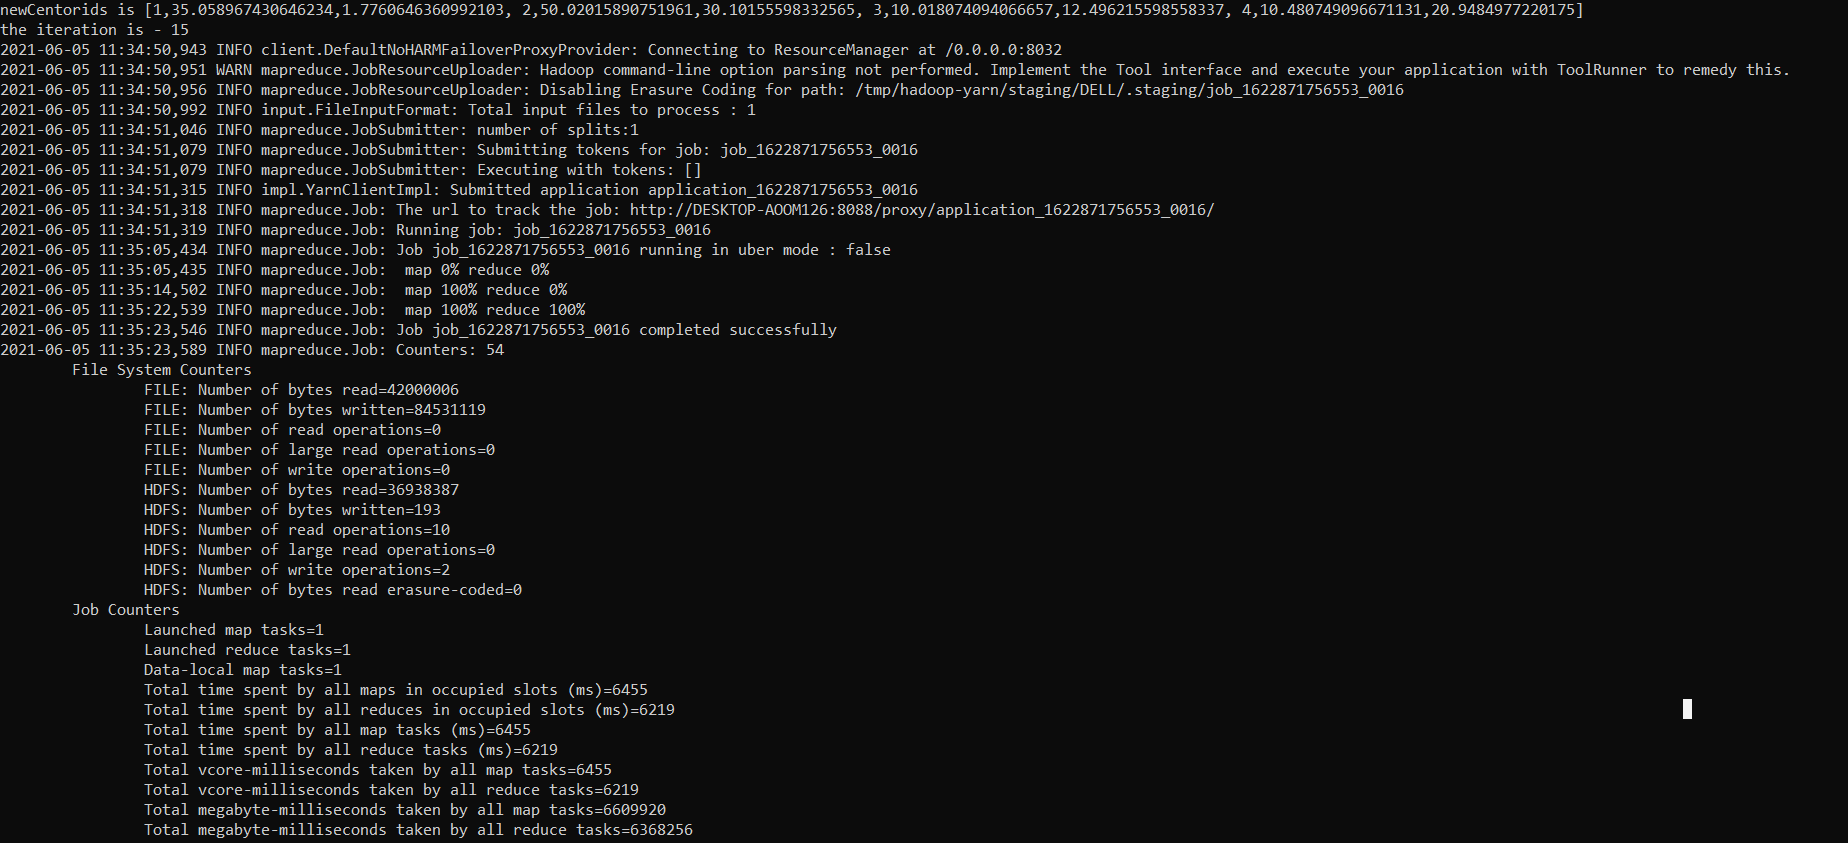 newCentorids is [1,35.058967430646234,1.7760646360992103, 2,50.02015890751961,30.10155598332565, 3,10.018074094066657,12.496215598558337, 4,10.480749096671131,20.9484977220175]
the iteration is - 15
2021-06-05 11:34:50,943 INFO client.DefaultNoHARMFailoverProxyProvider: Connecting to ResourceManager at /0.0.0.0:8032
2021-06-05 11:34:50,951 WARN mapreduce.JobResourceUploader: Hadoop command-line option parsing not performed. Implement the Tool interface and execute your application with ToolRunner to remedy this.
2021-06-05 11:34:50,956 INFO mapreduce.JobResourceUploader: Disabling Erasure Coding for path: /tmp/hadoop-yarn/staging/DELL/.staging/job_1622871756553_0016
2021-06-05 11:34:50,992 INFO input.FileInputFormat: Total input files to process : 1
2021-06-05 11:34:51,046 INFO mapreduce.JobSubmitter: number of splits:1
2021-06-05 11:34:51,079 INFO mapreduce.JobSubmitter: Submitting tokens for job: job_1622871756553_0016
2021-06-05 11:34:51,079 INFO mapreduce.JobSubmitter: Executing with tokens: []
2021-06-05 11:34:51,315 INFO impl.YarnClientImpl: Submitted application application_1622871756553_0016
2021-06-05 11:34:51,318 INFO mapreduce.Job: The url to track the job: http://DESKTOP-AOOM126:8088/proxy/application_1622871756553_0016/
2021-06-05 11:34:51,319 INFO mapreduce.Job: Running job: job_1622871756553_0016
2021-06-05 11:35:05,434 INFO mapreduce.Job: Job job_1622871756553_0016 running in uber mode : false
2021-06-05 11:35:05,435 INFO mapreduce.Job:  map 0% reduce 0%
2021-06-05 11:35:14,502 INFO mapreduce.Job:  map 100% reduce 0%
2021-06-05 11:35:22,539 INFO mapreduce.Job:  map 100% reduce 100%
2021-06-05 11:35:23,546 INFO mapreduce.Job: Job job_1622871756553_0016 completed successfully
2021-06-05 11:35:23,589 INFO mapreduce.Job: Counters: 54
File System Counters
FILE: Number of bytes read=42000006
FILE: Number of bytes written=84531119
FILE: Number of read operations=0
FILE: Number of large read operations=0
FILE: Number of write operations=0
HDFS: Number of bytes read=36938387
HDFS: Number of bytes written=193
HDFS: Number of read operations=10
HDFS: Number of large read operations=0
HDFS: Number of write operations=2
HDFS: Number of bytes read erasure-coded=0
Job Counters
Launched map tasks=1
Launched reduce tasks=1
Data-local map tasks=1
Total time spent by all maps in occupied slots (ms)=6455
Total time spent by all reduces in occupied slots (ms)=6219
Total time spent by all map tasks (ms)=6455
Total time spent by all reduce tasks (ms)=6219
Total vcore-milliseconds taken by all map tasks=6455
Total vcore-milliseconds taken by all reduce tasks=6219
Total megabyte-milliseconds taken by all map tasks=6609920
Total megabyte-milliseconds taken by all reduce tasks=6368256